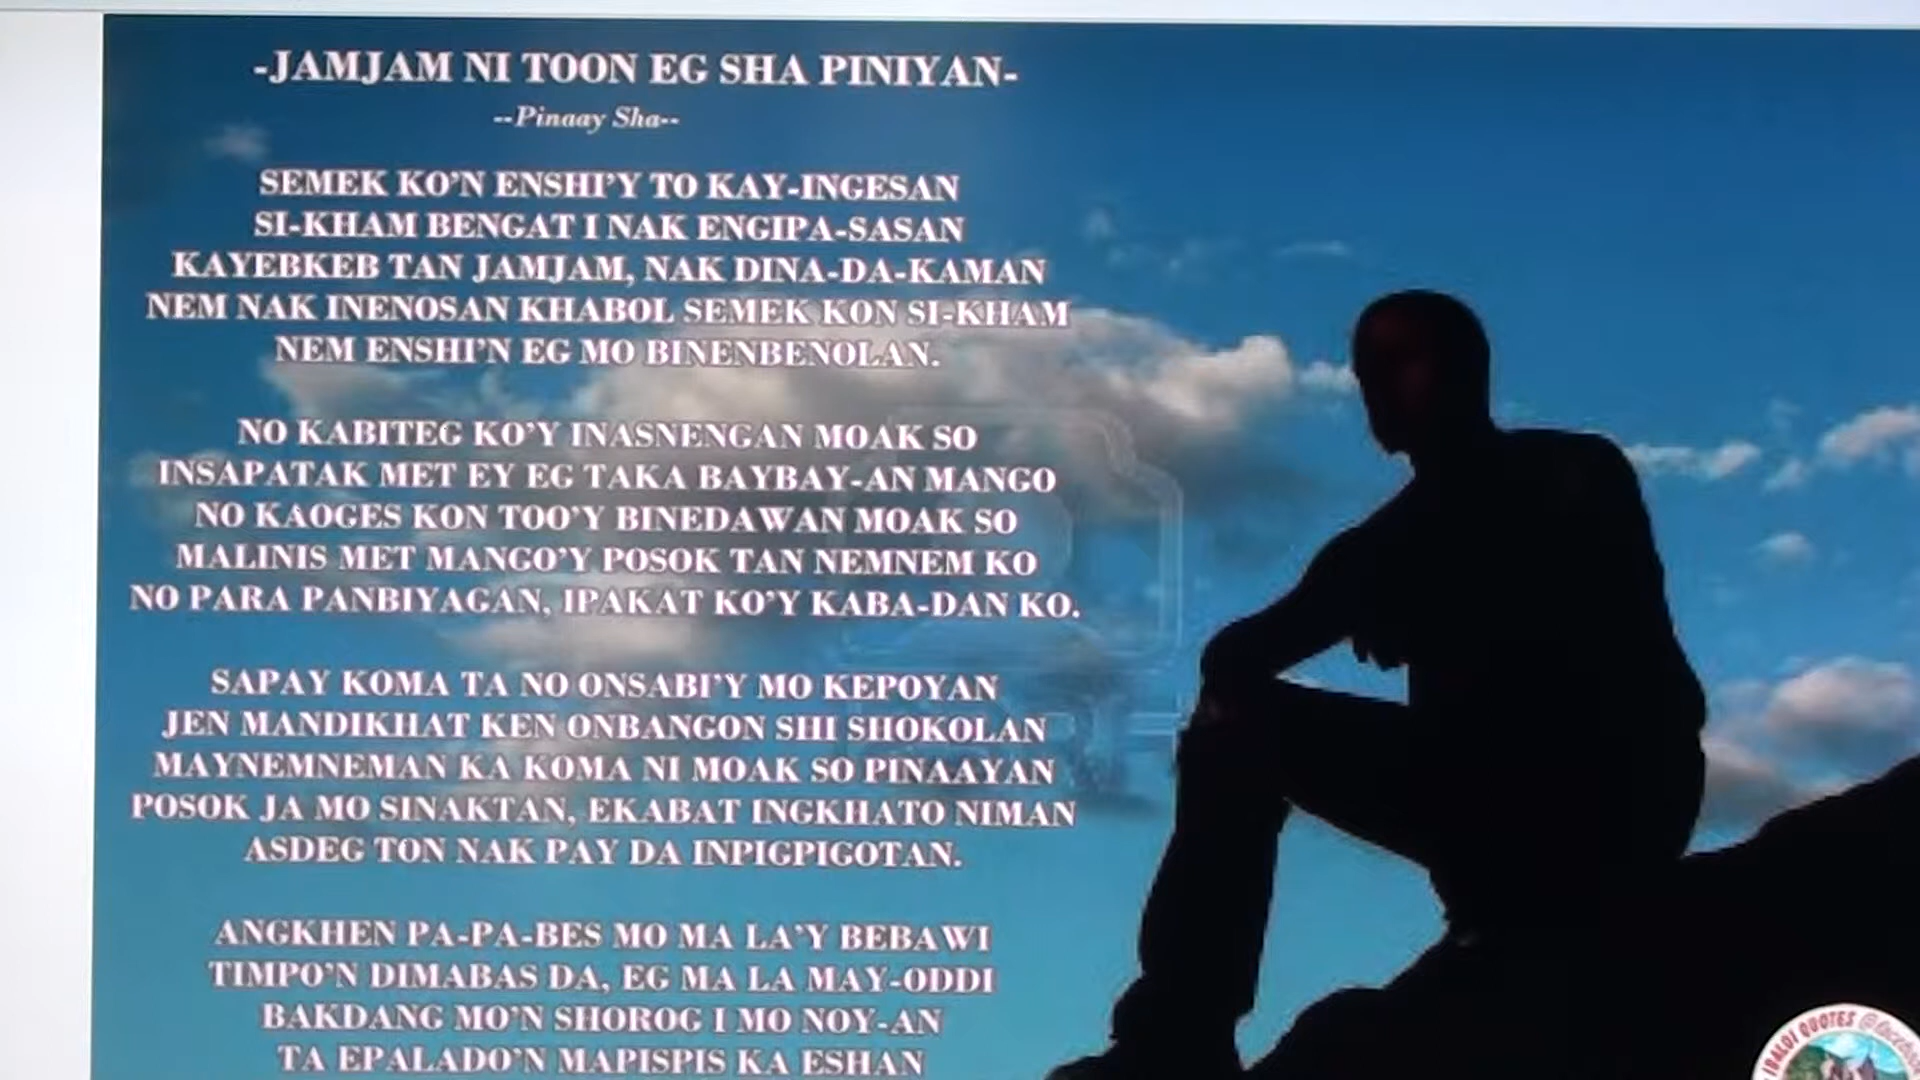 -JAMJAM NI TOON EG SHA PINIYAN-
--Pinaay Sha--
SEMEK KO'N ENSHI'Y TO KAY-INGESAN
SI-KHAM BENGAT I NAK ENGIPA-SASAN
KAYEBKEB TAN JAMJAM, NAK DINA-DA-KAMAN
NEM NAK INENOSAN KHABOL SEMEK KON SI-KHAM
NEM ENSHI'N EG MO BINENBENOLAN.
NO KABITEG KO'Y INASNENGAN MOAK SO
INSAPATAK MET EY EG TAKA BAYBAY-AN MANGO
NO KAOGES KON TOO'Y BINEDAWAN MOAK SO
MALINIS MET MANGO'Y POSOK TAN NEMNEM KO
NO PARA PANBIYAGAN, IPAKAT KO'Y KABA-DAN KO.
SAPAY KOMA TA NO ONSABI'Y MO KEPOYAN
JEN MANDIKHAT KEN ONBANGON SHI SHOKOLAN
MAYNEMNEMAN KA KOMA NI MOAK SO PINAAYAN
POSOK JA MO SINAKTAN, EKABAT INGKHATO NIMAN
ASDEG TON NAK PAY DA INPIGPIGOTAN.
ANGKHEN PA-PA-BES MO MA LA'Y BEBAWI
TIMPO'N DIMABAS DA, EG MA LA MAY-ODDI
BAKDANG MO'N SHOROG I MO NOY-AN
TA EPALADO'N MAPISPIS KA ESHAN
IBALOI QUOTES @facebook